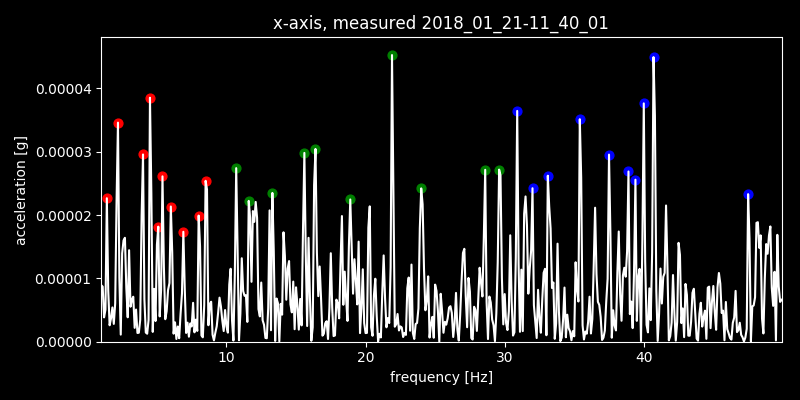 x-axis, measured 2018_01_21-11_40_01
acceleration [g]
0.00004
0.00003
0.00002
0.00001
0.00000
10 20 30 40
frequency [Hz]